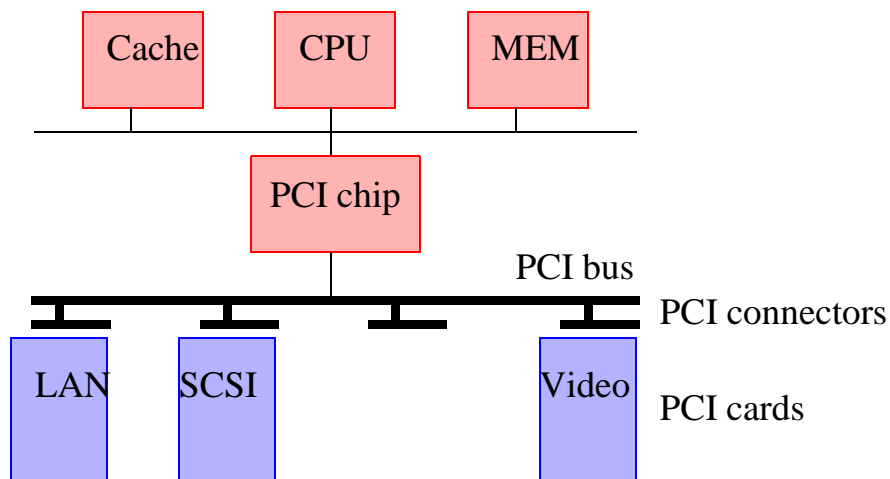 Cache
CPU
MEM
PCI chip
PCI bus
PCI connectors
LAN
SCSI
Video
PCI cards